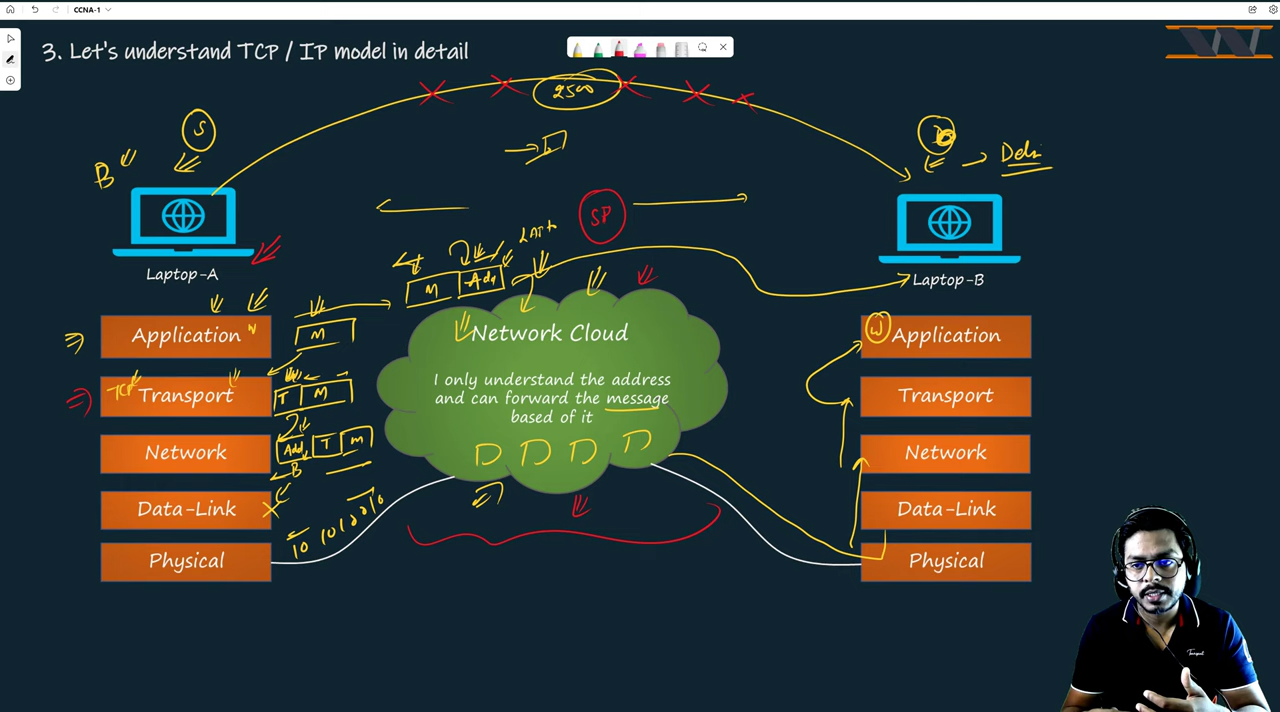 CCNA-1
3. Let's understand TCP / IP model in detail
2500
S
B
SP
Laptop-A
Laptop-B
M
Add
Application
M
Network Cloud
W
Application
I only understand the address
and can forward the message
based of it
TCP
Transport
T
M
Transport
Network
Add
T
M
B
D D D D
Network
Data-Link
Data-Link
Physical
Physical